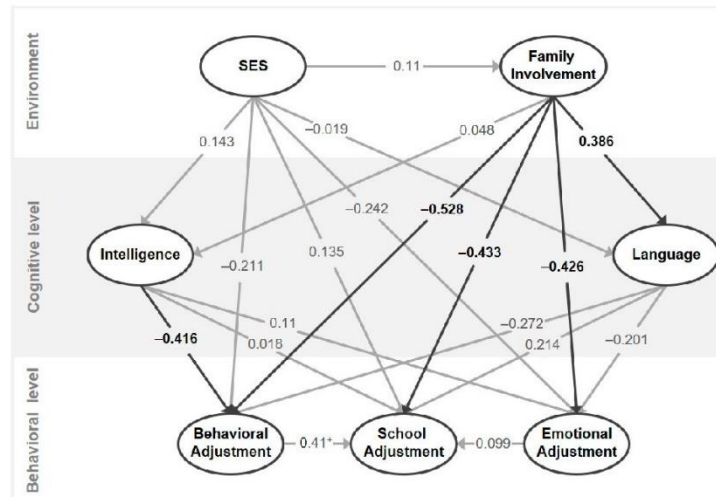 Environment
SES
0.11
Family
Involvement
0.143
−0.019
0.048
0.386
Cognitive level
−0.242
−0.528
Intelligence
−0.211
0.135
−0.433
−0.426
Language
−0.416
0.018
0.11
−0.272
0.214
−0.201
Behavioral level
Behavioral
Adjustment
0.41*
School
Adjustment
0.099
Emotional
Adjustment